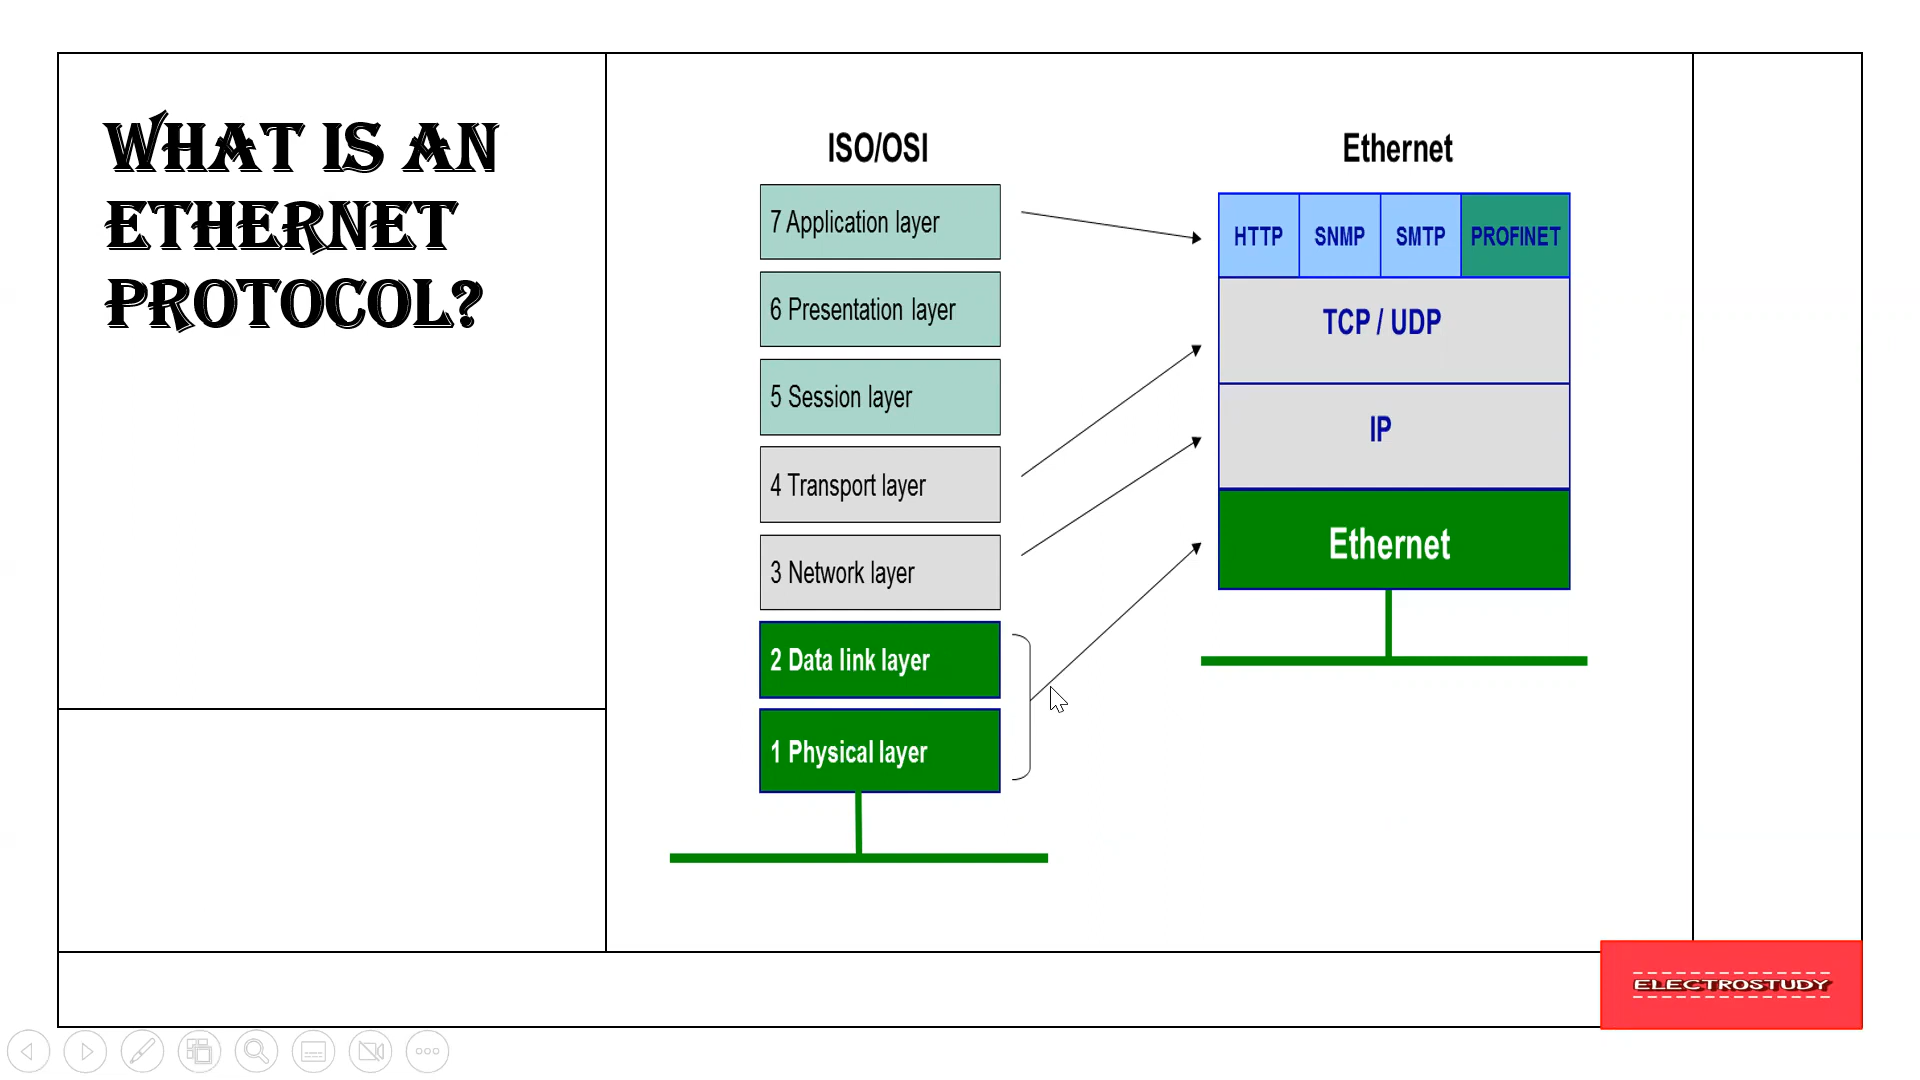 WHAT IS AN
ETHERNET
PROTOCOL?
ISO/OSI
7 Application layer
6 Presentation layer
5 Session layer
4 Transport layer
3 Network layer
2 Data link layer
1 Physical layer
Ethernet
HTTP SNMP SMTP PROFINET
TCP / UDP
IP
Ethernet
ELECTROSTUDY